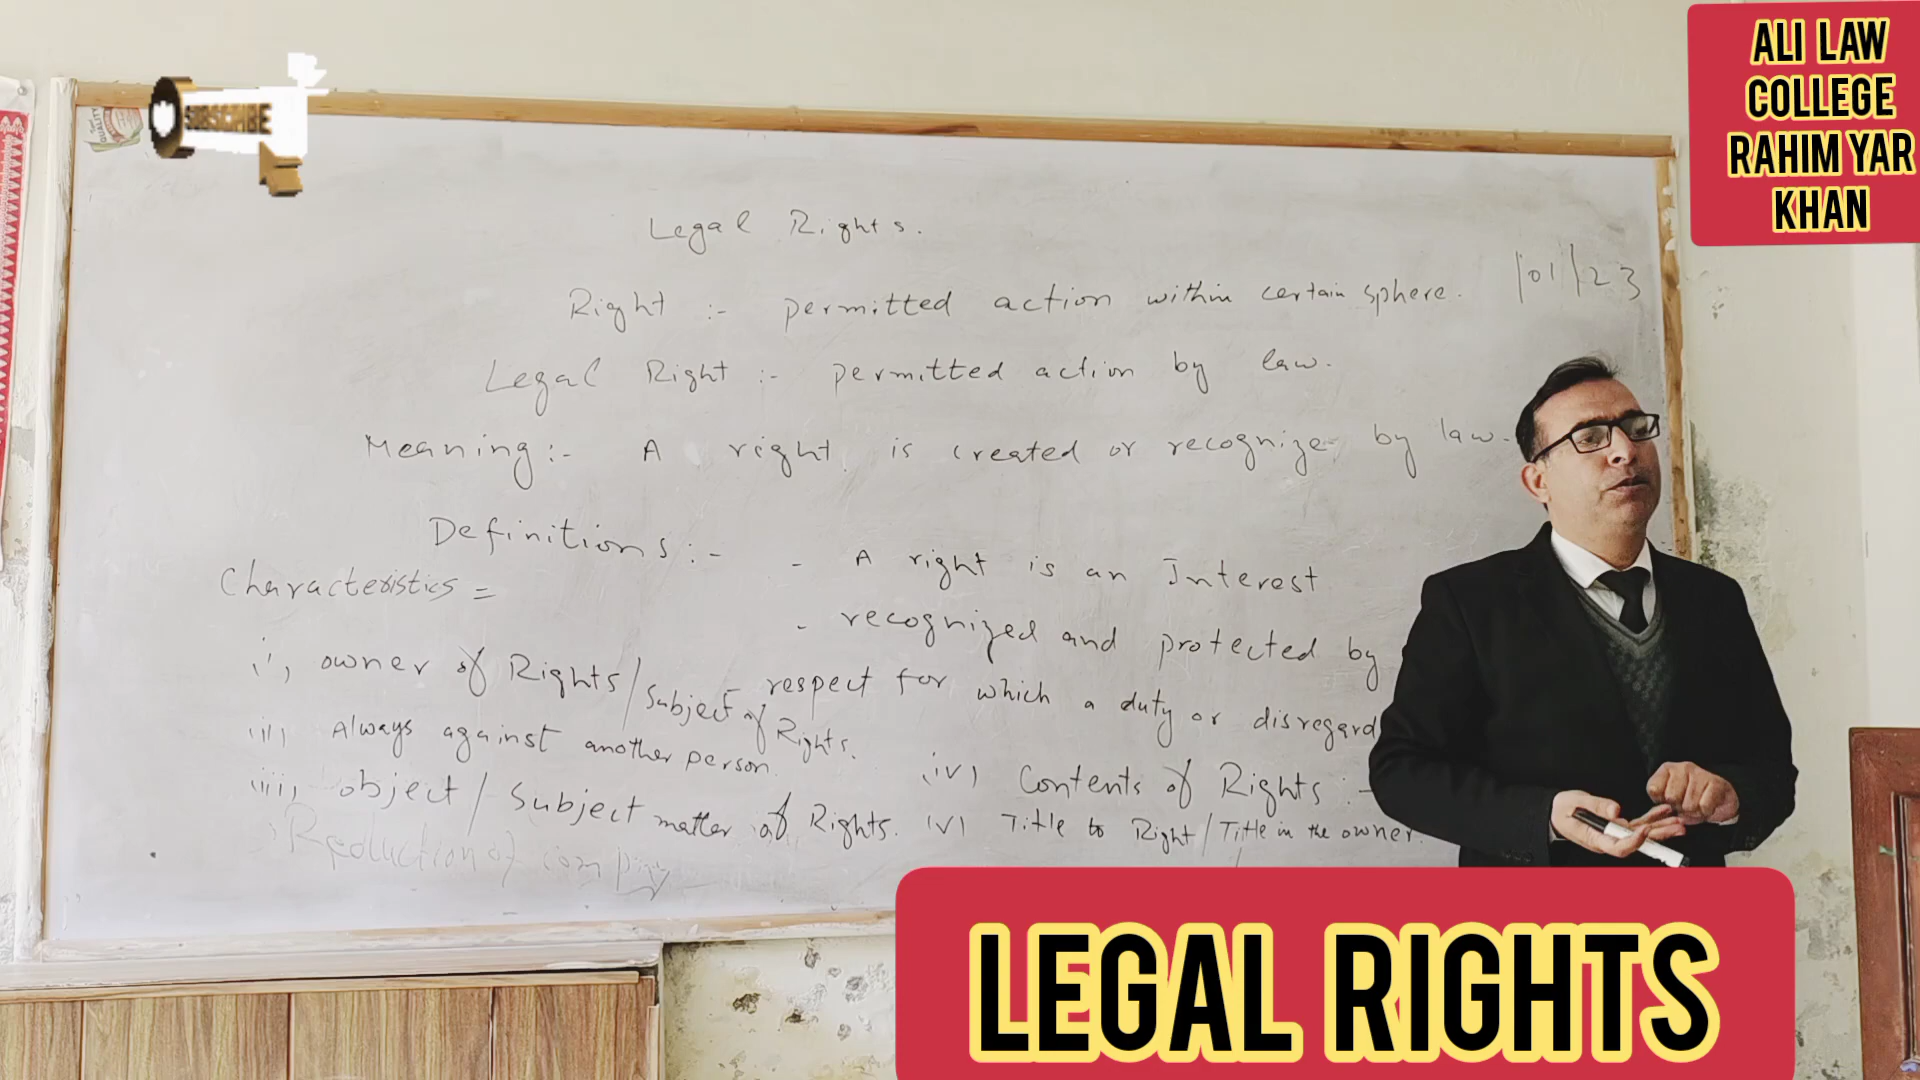 ALI LAW
COLLEGE
RAHIM YAR
KHAN
SUBSCRIBE
QUALITY
Legal Rights.
/01/23
Right :- permitted action within certain sphere.
Legal Right :- permitted action by law.
Meaning:- A right is created or recognize by law.
Definitions:- - A right is an Interest
- recognized and protected by
respect for which a duty or disregard
Characteristics =
(i) owner of Rights/Subject of Rights.
(ii) Always against another person.
(iii) object / Subject matter of Rights.
(iv) Contents of Rights :-
(v) Title to Right / Title in the owner.
Reduction of
LEGAL RIGHTS